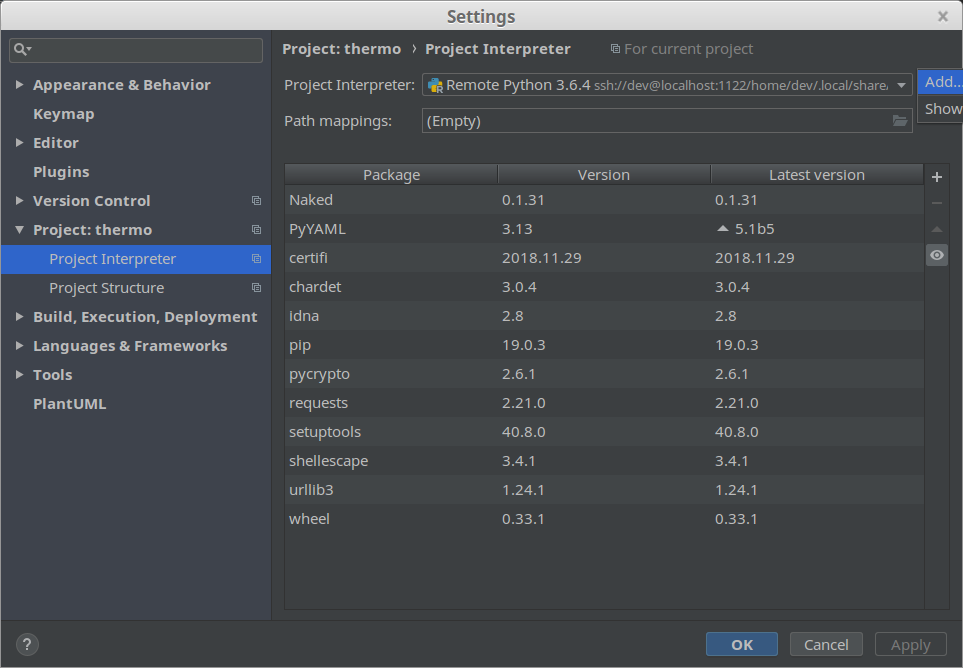 Settings
Project: thermo › Project Interpreter For current project
Project Interpreter: Remote Python 3.6.4 ssh://dev@localhost:1122/home/dev/.local/share/ Add...
Show
Path mappings: (Empty)
Appearance & Behavior
Keymap
Editor
Plugins
Version Control
Project: thermo
Project Interpreter
Project Structure
Build, Execution, Deployment
Languages & Frameworks
Tools
PlantUML
Package Version Latest version
Naked 0.1.31 0.1.31
PyYAML 3.13 5.1b5
certifi 2018.11.29 2018.11.29
chardet 3.0.4 3.0.4
idna 2.8 2.8
pip 19.0.3 19.0.3
pycrypto 2.6.1 2.6.1
requests 2.21.0 2.21.0
setuptools 40.8.0 40.8.0
shellescape 3.4.1 3.4.1
urllib3 1.24.1 1.24.1
wheel 0.33.1 0.33.1
? OK Cancel Apply